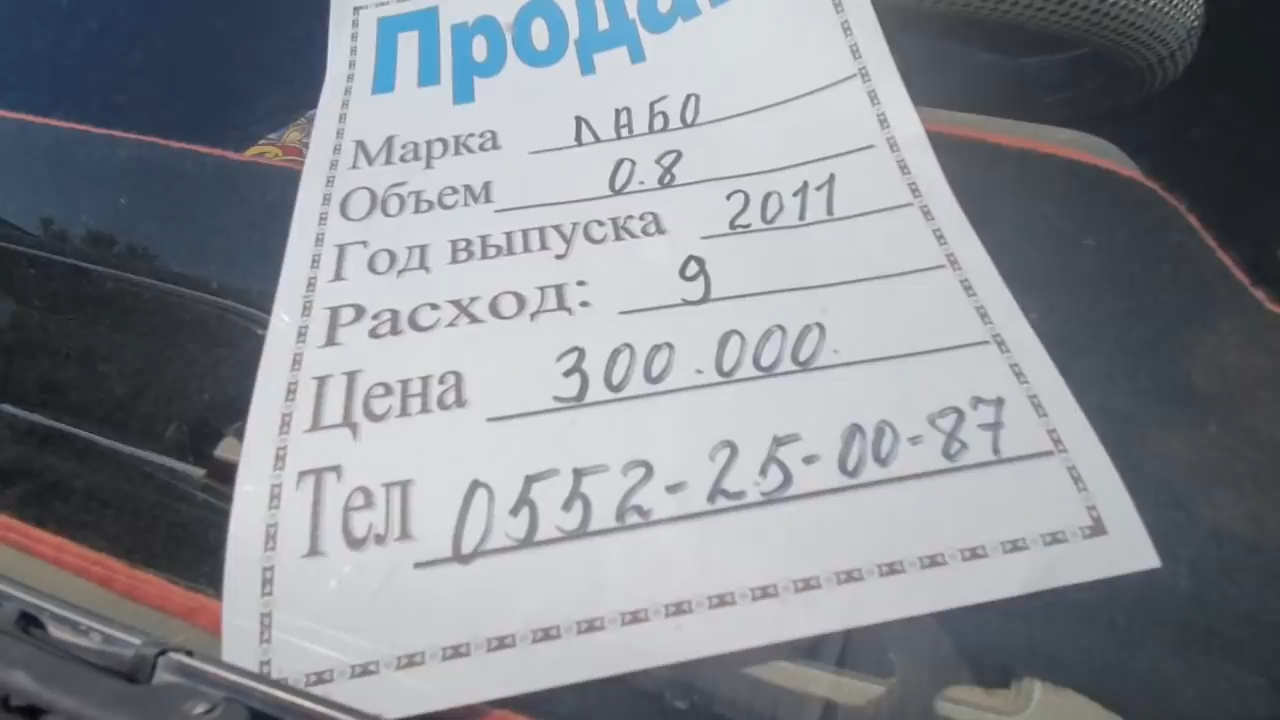 Прода
Марка ЛАБО
Объем 0.8
Год выпуска 2011
Расход: 9
Цена 300.000.
Тел 0552-25-00-87